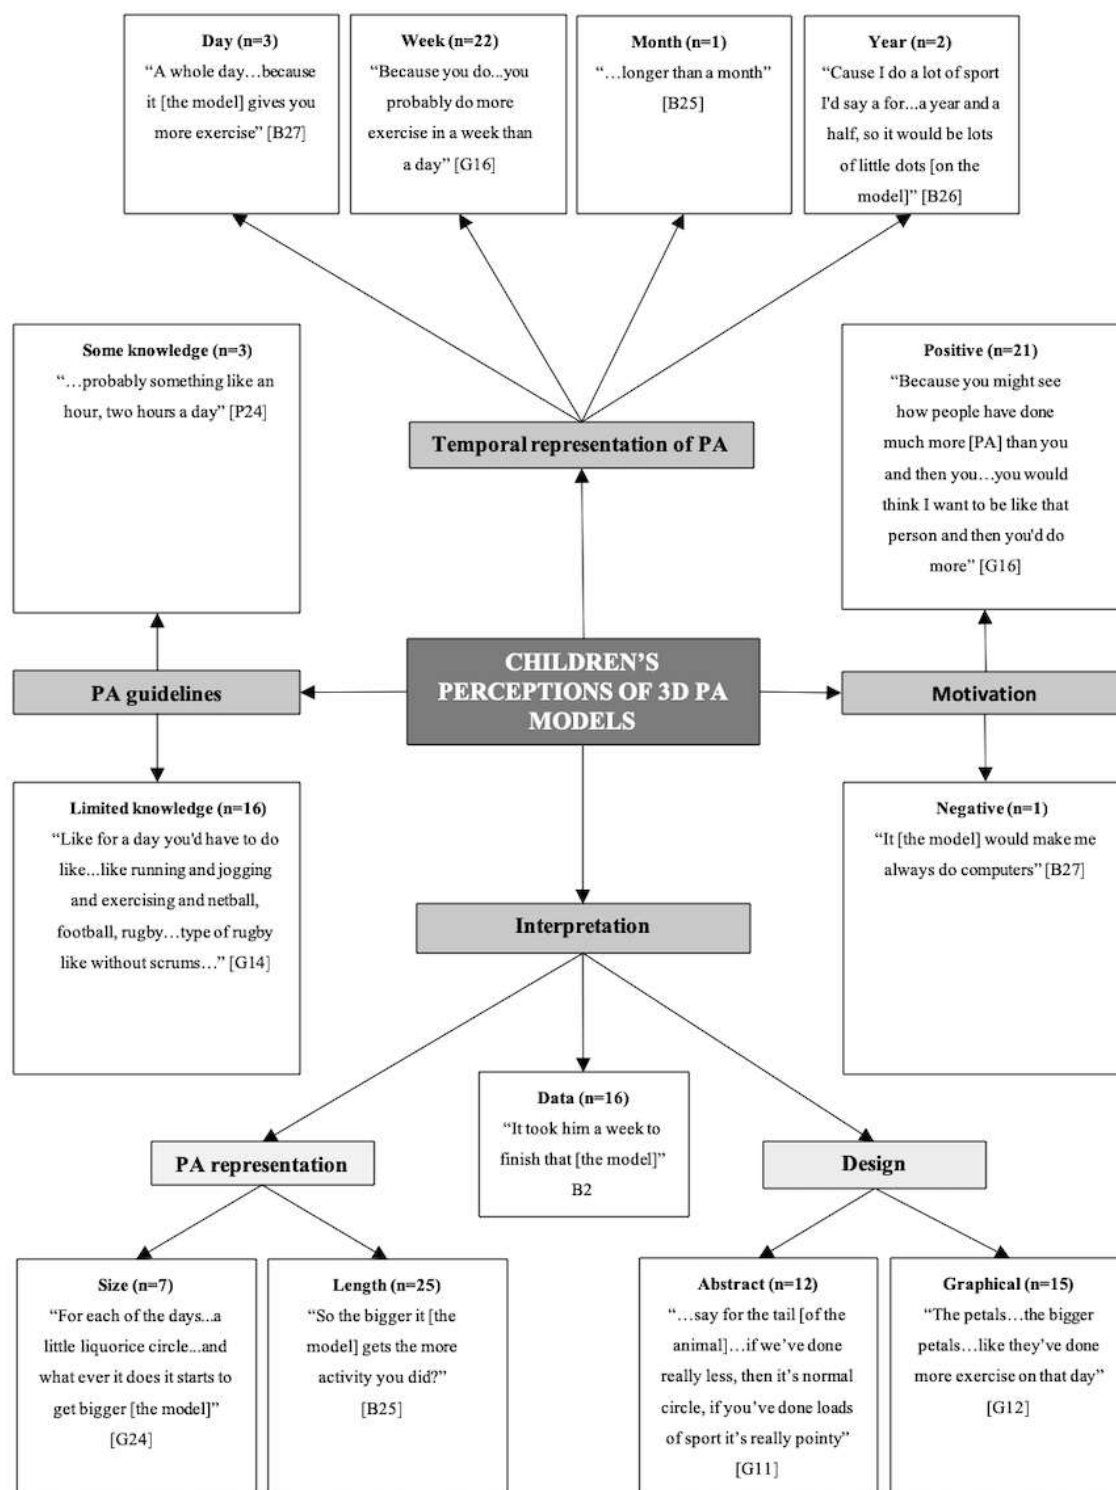 Day (n=3)
“A whole day…because
it [the model] gives you
more exercise” [B27]
Week (n=22)
“Because you do...you
probably do more
exercise in a week than
a day” [G16]
Month (n=1)
“…longer than a month”
[B25]
Year (n=2)
“Cause I do a lot of sport
I'd say a for...a year and a
half, so it would be lots
of little dots [on the
model]” [B26]
Some knowledge (n=3)
“…probably something like an
hour, two hours a day” [P24]
Temporal representation of PA
Positive (n=21)
“Because you might see
how people have done
much more [PA] than you
and then you…you would
think I want to be like that
person and then you'd do
more” [G16]
PA guidelines
CHILDREN’S
PERCEPTIONS OF 3D PA
MODELS
Motivation
Limited knowledge (n=16)
“Like for a day you'd have to do
like...like running and jogging
and exercising and netball,
football, rugby…type of rugby
like without scrums…” [G14]
Negative (n=1)
“It [the model] would make me
always do computers” [B27]
Interpretation
PA representation
Data (n=16)
“It took him a week to
finish that [the model]”
B2
Design
Size (n=7)
“For each of the days...a
little liquorice circle...and
what ever it does it starts to
get bigger [the model]”
[G24]
Length (n=25)
“So the bigger it [the
model] gets the more
activity you did?”
[B25]
Abstract (n=12)
“…say for the tail [of the
animal]…if we’ve done
really less, then it’s normal
circle, if you’ve done loads
of sport it’s really pointy”
[G11]
Graphical (n=15)
“The petals…the bigger
petals…like they’ve done
more exercise on that day”
[G12]